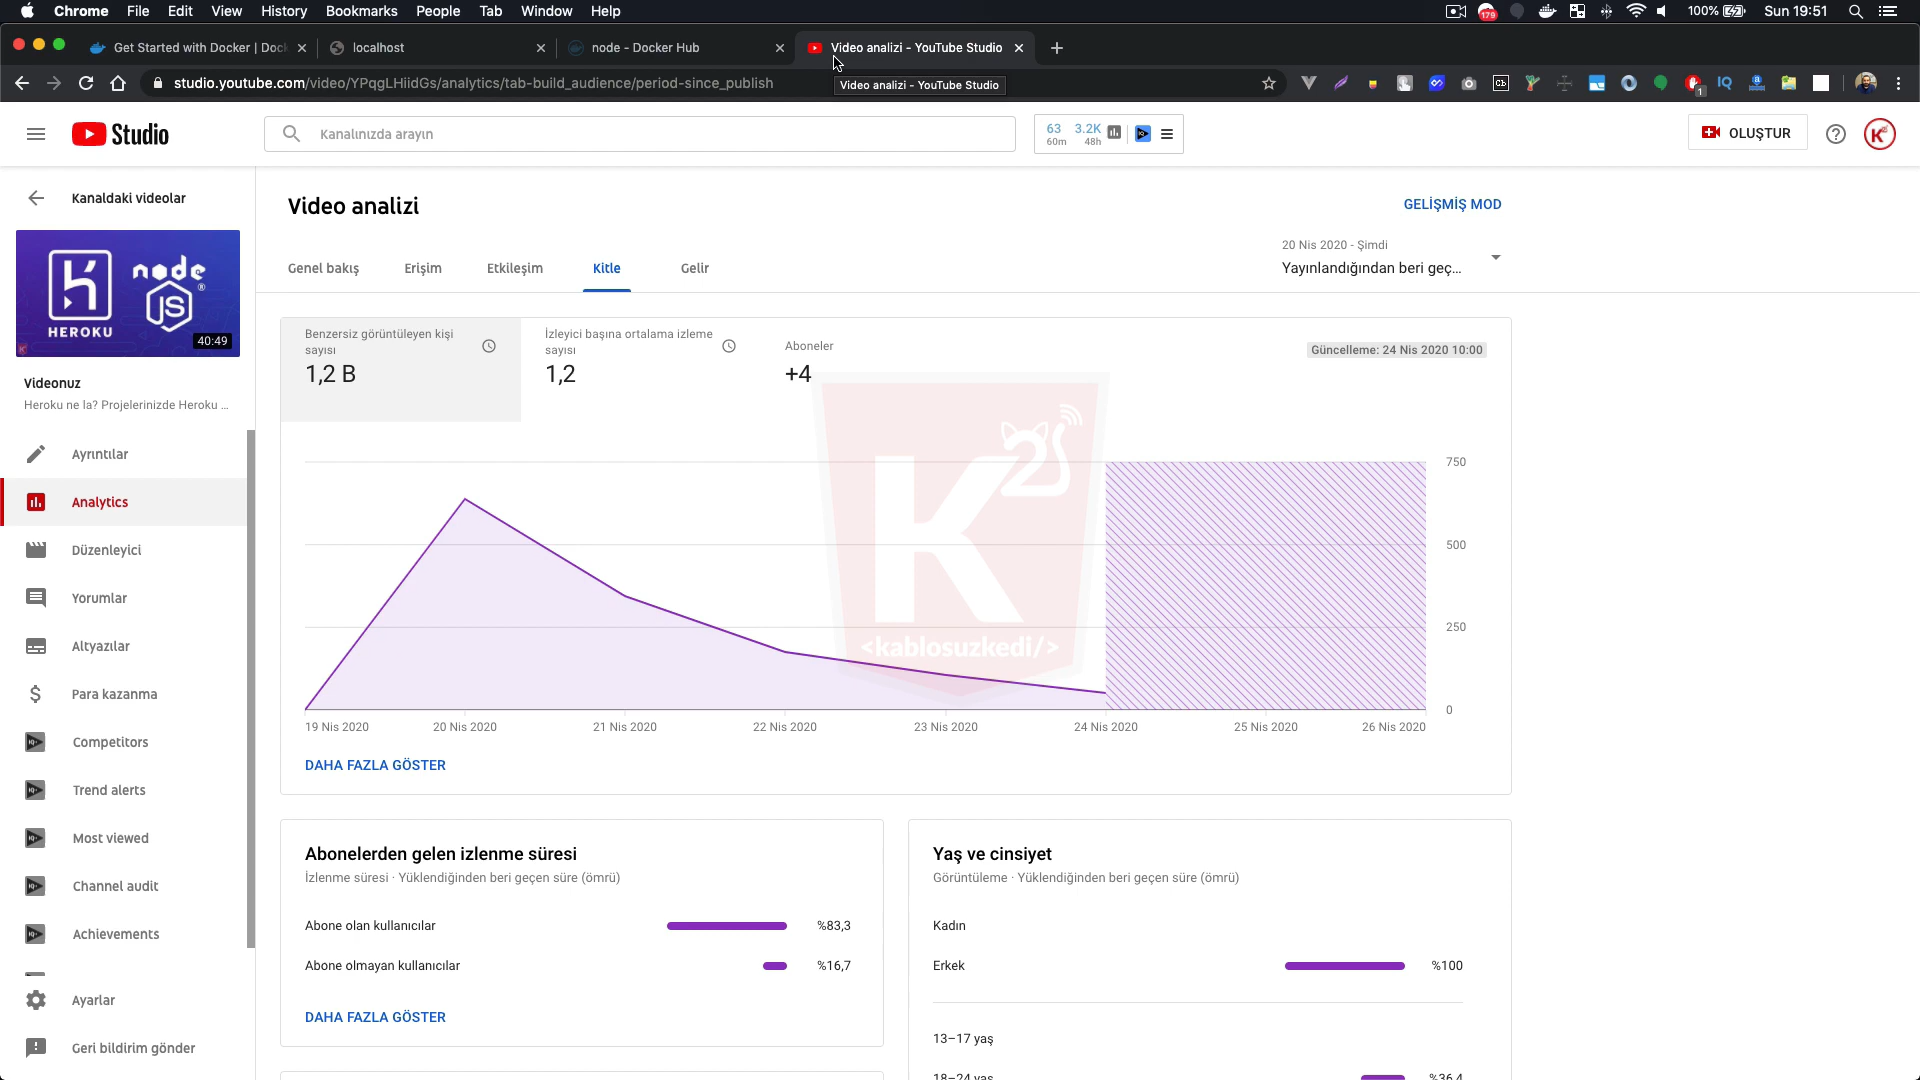 Chrome File Edit View History Bookmarks People Tab Window Help
179 100% Sun 19:51
Get Started with Docker | Dock
localhost
node - Docker Hub
Video analizi - YouTube Studio
studio.youtube.com/video/YPqgLHiidGs/analytics/tab-build_audience/period-since_publish
Video analizi - YouTube Studio
Studio
Kanalınızda arayın
63 3.2K
60m 48h
OLUŞTUR
Kanaldaki videolar
HEROKU
node
JS
40:49
Videonuz
Heroku ne la? Projelerinizde Heroku ...
Ayrıntılar
Analytics
Düzenleyici
Yorumlar
Altyazılar
Para kazanma
Competitors
Trend alerts
Most viewed
Channel audit
Achievements
Ayarlar
Geri bildirim gönder
Video analizi
GELİŞMİŞ MOD
Genel bakış Erişim Etkileşim Kitle Gelir
20 Nis 2020 - Şimdi
Yayınlandığından beri geç...
Benzersiz görüntüleyen kişi
sayısı
1,2 B
İzleyici başına ortalama izleme
sayısı
1,2
Aboneler
+4
Güncelleme: 24 Nis 2020 10:00
K
<kablosuzkedi/>
750
500
250
0
19 Nis 2020 20 Nis 2020 21 Nis 2020 22 Nis 2020 23 Nis 2020 24 Nis 2020 25 Nis 2020 26 Nis 2020
DAHA FAZLA GÖSTER
Abonelerden gelen izlenme süresi
İzlenme süresi · Yüklendiğinden beri geçen süre (ömrü)
Abone olan kullanıcılar %83,3
Abone olmayan kullanıcılar %16,7
DAHA FAZLA GÖSTER
Yaş ve cinsiyet
Görüntüleme · Yüklendiğinden beri geçen süre (ömrü)
Kadın
Erkek %100
13–17 yaş
18–24 yaş %36,4